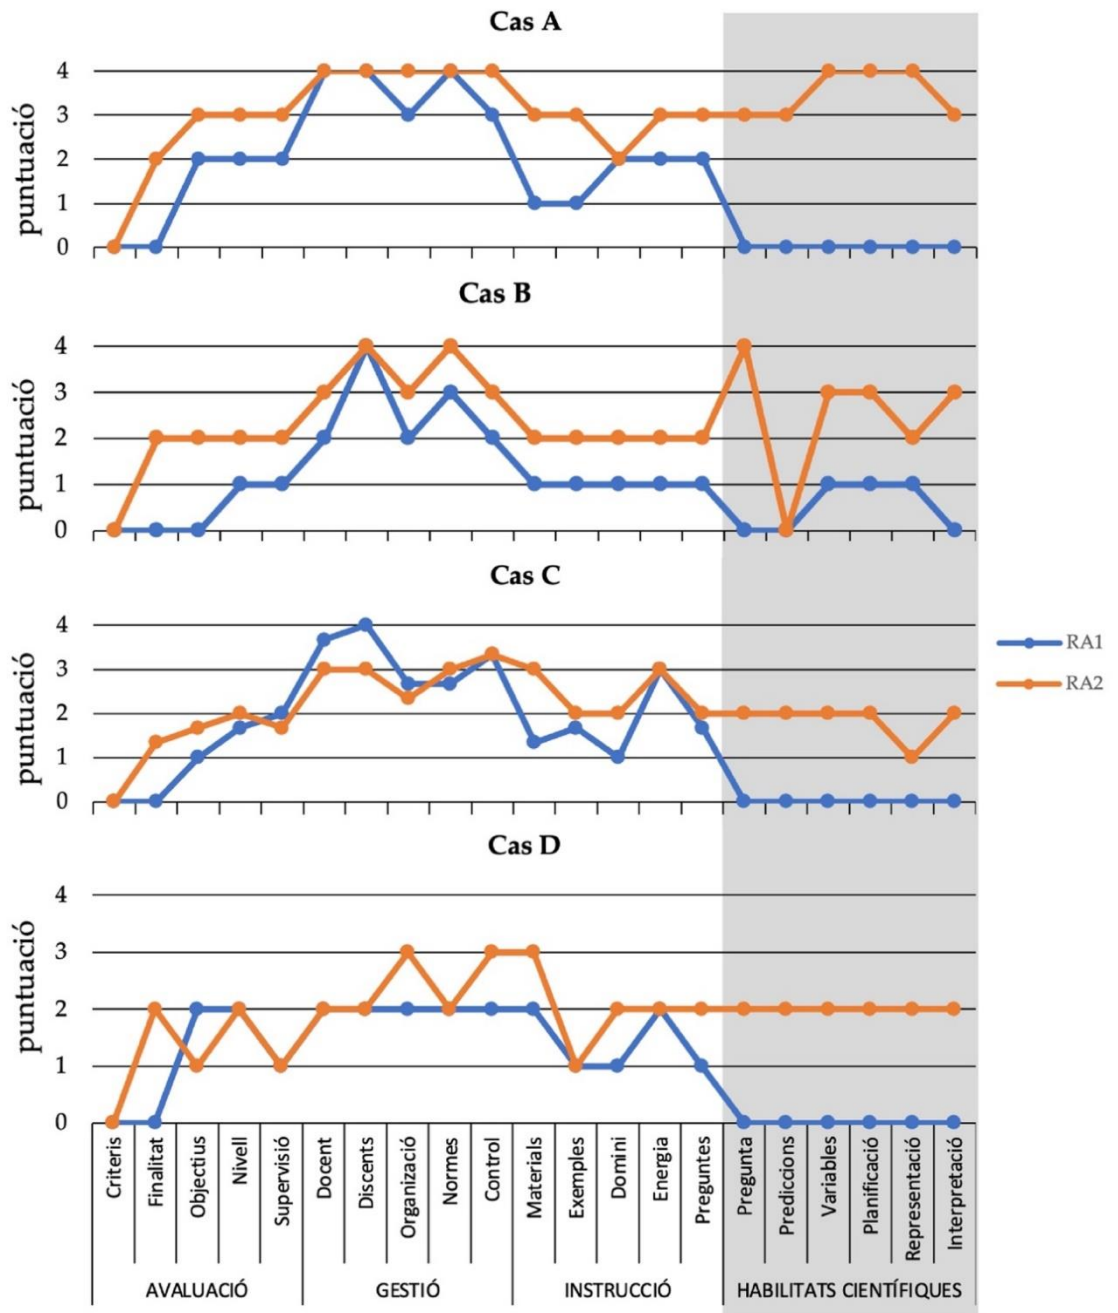 Cas A
puntuació
4
3
2
1
0
Cas B
puntuació
4
3
2
1
0
Cas C
puntuació
4
3
2
1
0
RA1
RA2
Cas D
puntuació
4
3
2
1
0
Criteris
Finalitat
Objectius
Nivell
Supervisió
Docent
Discents
Organizació
Normes
Control
Materials
Exemples
Domini
Energia
Preguntes
Pregunta
Prediccions
Variables
Planificació
Representació
Interpretació
AVALUACIÓ
GESTIÓ
INSTRUCCIÓ
HABILITATS CIENTÍFIQUES